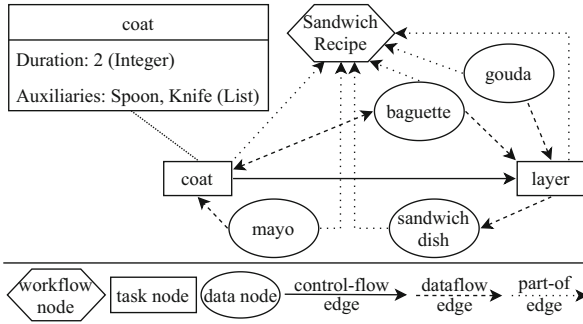 coat
Duration: 2 (Integer)
Auxiliaries: Spoon, Knife (List)
Sandwich
Recipe
gouda
baguette
coat
layer
mayo
sandwich
dish
workflow
node
task node
data node
control-flow
edge
dataflow
edge
part-of
edge